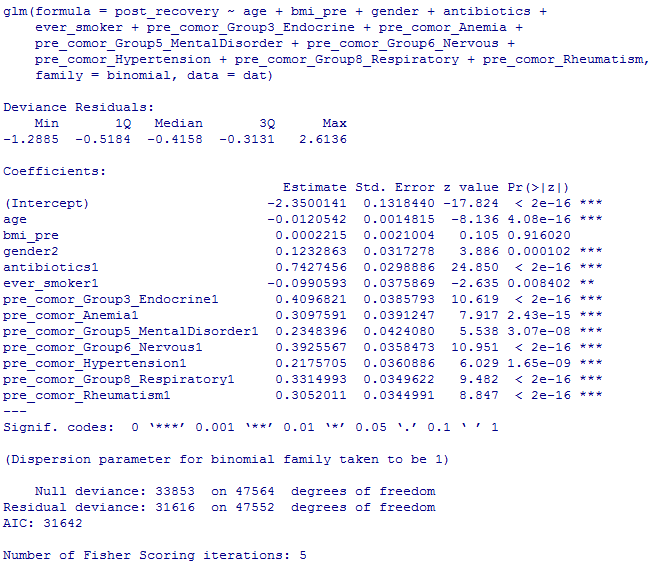 glm(formula = post_recovery ~ age + bmi_pre + gender + antibiotics +
    ever_smoker + pre_comor_Group3_Endocrine + pre_comor_Anemia +
    pre_comor_Group5_MentalDisorder + pre_comor_Group6_Nervous +
    pre_comor_Hypertension + pre_comor_Group8_Respiratory + pre_comor_Rheumatism,
    family = binomial, data = dat)

Deviance Residuals:
    Min       1Q   Median       3Q      Max
-1.2885  -0.5184  -0.4158  -0.3131   2.6136

Coefficients:
                                   Estimate Std. Error z value Pr(>|z|)
(Intercept)                      -2.3500141  0.1318440 -17.824  < 2e-16 ***
age                              -0.0120542  0.0014815  -8.136 4.08e-16 ***
bmi_pre                           0.0002215  0.0021004   0.105 0.916020
gender2                           0.1232863  0.0317278   3.886 0.000102 ***
antibiotics1                      0.7427456  0.0298886  24.850  < 2e-16 ***
ever_smoker1                     -0.0990593  0.0375869  -2.635 0.008402 **
pre_comor_Group3_Endocrine1       0.4096821  0.0385793  10.619  < 2e-16 ***
pre_comor_Anemia1                 0.3097591  0.0391247   7.917 2.43e-15 ***
pre_comor_Group5_MentalDisorder1  0.2348396  0.0424080   5.538 3.07e-08 ***
pre_comor_Group6_Nervous1         0.3925567  0.0358473  10.951  < 2e-16 ***
pre_comor_Hypertension1           0.2175705  0.0360886   6.029 1.65e-09 ***
pre_comor_Group8_Respiratory1     0.3314993  0.0349622   9.482  < 2e-16 ***
pre_comor_Rheumatism1             0.3052011  0.0344991   8.847  < 2e-16 ***
---
Signif. codes:  0 ‘***’ 0.001 ‘**’ 0.01 ‘*’ 0.05 ‘.’ 0.1 ‘ ’ 1

(Dispersion parameter for binomial family taken to be 1)

    Null deviance: 33853  on 47564  degrees of freedom
Residual deviance: 31616  on 47552  degrees of freedom
AIC: 31642

Number of Fisher Scoring iterations: 5